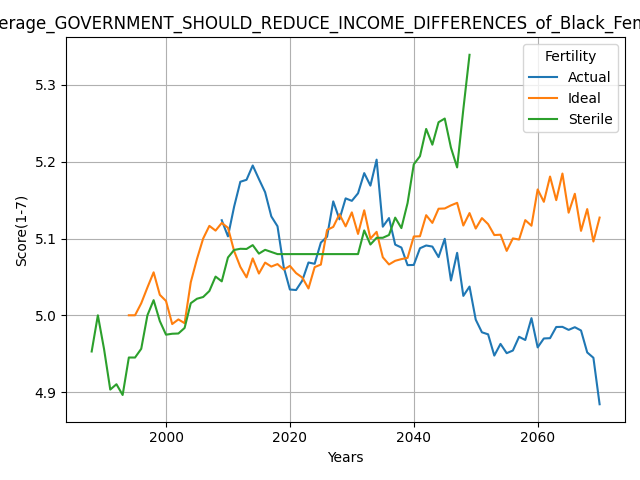 erage_GOVERNMENT_SHOULD_REDUCE_INCOME_DIFFERENCES_of_Black_Fen
Fertility
Actual
Ideal
Sterile
5.3
5.2
5.1
5.0
4.9
Score(1-7)
2000
2020
2040
2060
Years